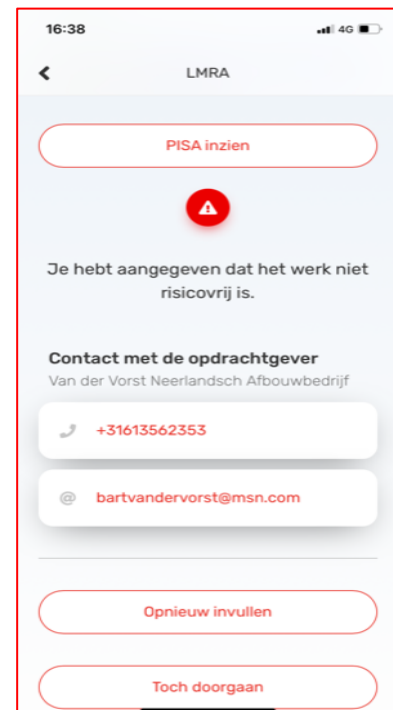 16:38 4G
LMRA
PISA inzien
Je hebt aangegeven dat het werk niet
risicovrij is.
Contact met de opdrachtgever
Van der Vorst Neerlandsch Afbouwbedrijf
+31613562353
@ bartvandervorst@msn.com
Opnieuw invullen
Toch doorgaan